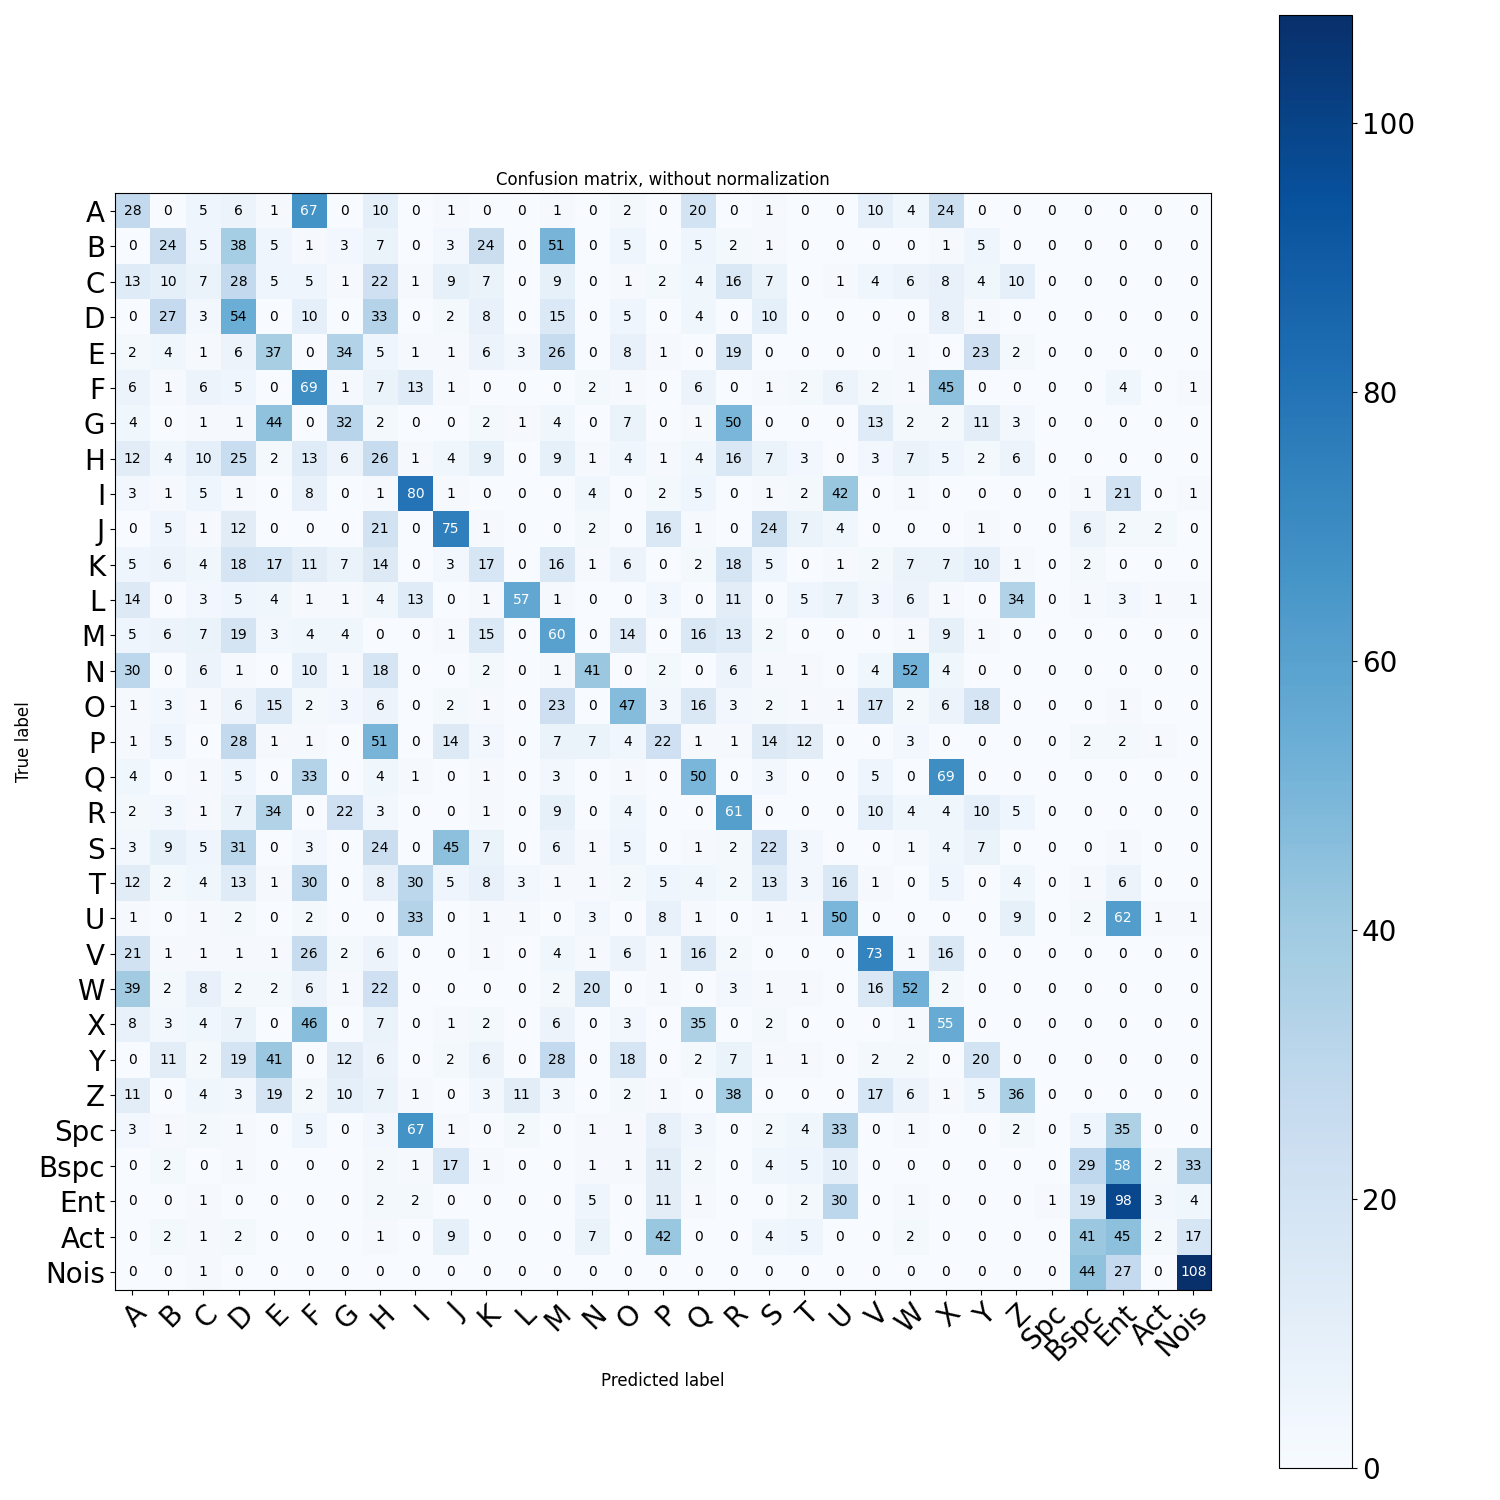 Confusion matrix, without normalization
A 28 0 5 6 1 67 0 10 0 1 0 0 1 0 2 0 20 0 1 0 0 10 4 24 0 0 0 0 0 0 0
B 0 24 5 38 5 1 3 7 0 3 24 0 51 0 5 0 5 2 1 0 0 0 0 1 5 0 0 0 0 0 0
C 13 10 7 28 5 5 1 22 1 9 7 0 9 0 1 2 4 16 7 0 1 4 6 8 4 10 0 0 0 0 0
D 0 27 3 54 0 10 0 33 0 2 8 0 15 0 5 0 4 0 10 0 0 0 0 8 1 0 0 0 0 0 0
E 2 4 1 6 37 0 34 5 1 1 6 3 26 0 8 1 0 19 0 0 0 0 1 0 23 2 0 0 0 0 0
F 6 1 6 5 0 69 1 7 13 1 0 0 0 2 1 0 6 0 1 2 6 2 1 45 0 0 0 0 4 0 1
G 4 0 1 1 44 0 32 2 0 0 2 1 4 0 7 0 1 50 0 0 0 13 2 2 11 3 0 0 0 0 0
H 12 4 10 25 2 13 6 26 1 4 9 0 9 1 4 1 4 16 7 3 0 3 7 5 2 6 0 0 0 0 0
I 3 1 5 1 0 8 0 1 80 1 0 0 0 4 0 2 5 0 1 2 42 0 1 0 0 0 0 1 21 0 1
J 0 5 1 12 0 0 0 21 0 75 1 0 0 2 0 16 1 0 24 7 4 0 0 0 1 0 0 6 2 2 0
K 5 6 4 18 17 11 7 14 0 3 17 0 16 1 6 0 2 18 5 0 1 2 7 7 10 1 0 2 0 0 0
L 14 0 3 5 4 1 1 4 13 0 1 57 1 0 0 3 0 11 0 5 7 3 6 1 0 34 0 1 3 1 1
M 5 6 7 19 3 4 4 0 0 1 15 0 60 0 14 0 16 13 2 0 0 0 1 9 1 0 0 0 0 0 0
N 30 0 6 1 0 10 1 18 0 0 2 0 1 41 0 2 0 6 1 1 0 4 52 4 0 0 0 0 0 0 0
O 1 3 1 6 15 2 3 6 0 2 1 0 23 0 47 3 16 3 2 1 1 17 2 6 18 0 0 0 1 0 0
P 1 5 0 28 1 1 0 51 0 14 3 0 7 7 4 22 1 1 14 12 0 0 3 0 0 0 0 2 2 1 0
Q 4 0 1 5 0 33 0 4 1 0 1 0 3 0 1 0 50 0 3 0 0 5 0 69 0 0 0 0 0 0 0
R 2 3 1 7 34 0 22 3 0 0 1 0 9 0 4 0 0 61 0 0 0 10 4 4 10 5 0 0 0 0 0
S 3 9 5 31 0 3 0 24 0 45 7 0 6 1 5 0 1 2 22 3 0 0 1 4 7 0 0 0 1 0 0
T 12 2 4 13 1 30 0 8 30 5 8 3 1 1 2 5 4 2 13 3 16 1 0 5 0 4 0 1 6 0 0
U 1 0 1 2 0 2 0 0 33 0 1 1 0 3 0 8 1 0 1 1 50 0 0 0 0 9 0 2 62 1 1
V 21 1 1 1 1 26 2 6 0 0 1 0 4 1 6 1 16 2 0 0 0 73 1 16 0 0 0 0 0 0 0
W 39 2 8 2 2 6 1 22 0 0 0 0 2 20 0 1 0 3 1 1 0 16 52 2 0 0 0 0 0 0 0
X 8 3 4 7 0 46 0 7 0 1 2 0 6 0 3 0 35 0 2 0 0 0 1 55 0 0 0 0 0 0 0
Y 0 11 2 19 41 0 12 6 0 2 6 0 28 0 18 0 2 7 1 1 0 2 2 0 20 0 0 0 0 0 0
Z 11 0 4 3 19 2 10 7 1 0 3 11 3 0 2 1 0 38 0 0 0 17 6 1 5 36 0 0 0 0 0
Spc 3 1 2 1 0 5 0 3 67 1 0 2 0 1 1 8 3 0 2 4 33 0 1 0 0 2 0 5 35 0 0
Bspc 0 2 0 1 0 0 0 2 1 17 1 0 0 1 1 11 2 0 4 5 10 0 0 0 0 0 0 29 58 2 33
Ent 0 0 1 0 0 0 0 2 2 0 0 0 0 5 0 11 1 0 0 2 30 0 1 0 0 0 1 19 98 3 4
Act 0 2 1 2 0 0 0 1 0 9 0 0 0 7 0 42 0 0 4 5 0 0 2 0 0 0 0 41 45 2 17
Nois 0 0 1 0 0 0 0 0 0 0 0 0 0 0 0 0 0 0 0 0 0 0 0 0 0 0 0 44 27 0 108
A B C D E F G H I J K L M N O P Q R S T U V W X Y Z Spc Bspc Ent Act Nois
Predicted label
True label
100
80
60
40
20
0